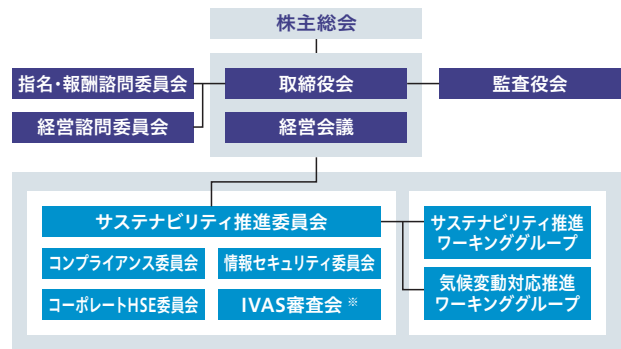 株主総会
指名・報酬諮問委員会
取締役会
監査役会
経営諮問委員会
経営会議
サステナビリティ推進委員会
コンプライアンス委員会
情報セキュリティ委員会
コーポレートHSE委員会
IVAS審査会※
サステナビリティ推進
ワーキンググループ
気候変動対応推進
ワーキンググループ